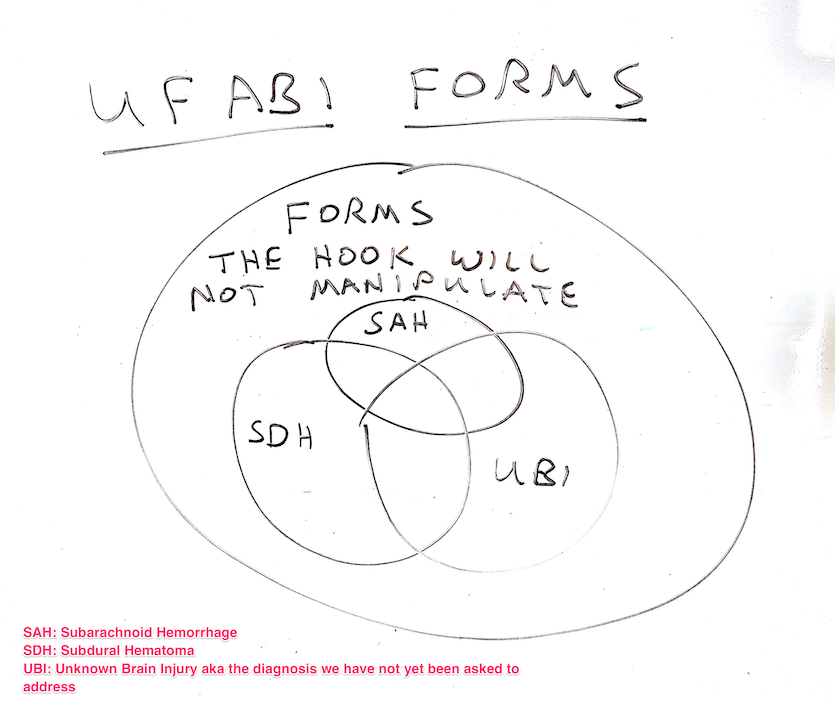 UFABI FORMS
FORMS
THE HOOK WILL
NOT MANIPULATE
SAH
SDH
UBI
SAH: Subarachnoid Hemorrhage
SDH: Subdural Hematoma
UBI: Unknown Brain Injury aka the diagnosis we have not yet been asked to
address